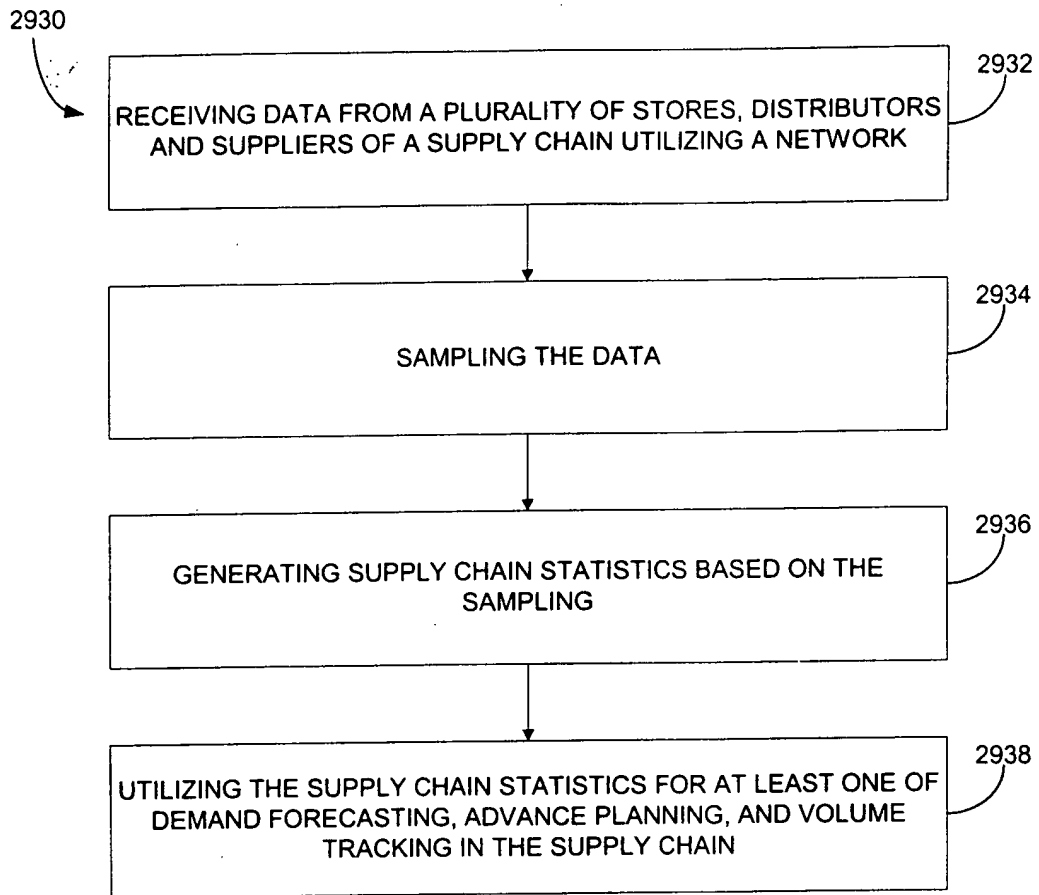 2930
2932
RECEIVING DATA FROM A PLURALITY OF STORES, DISTRIBUTORS
AND SUPPLIERS OF A SUPPLY CHAIN UTILIZING A NETWORK
2934
SAMPLING THE DATA
2936
GENERATING SUPPLY CHAIN STATISTICS BASED ON THE
SAMPLING
2938
UTILIZING THE SUPPLY CHAIN STATISTICS FOR AT LEAST ONE OF
DEMAND FORECASTING, ADVANCE PLANNING, AND VOLUME
TRACKING IN THE SUPPLY CHAIN